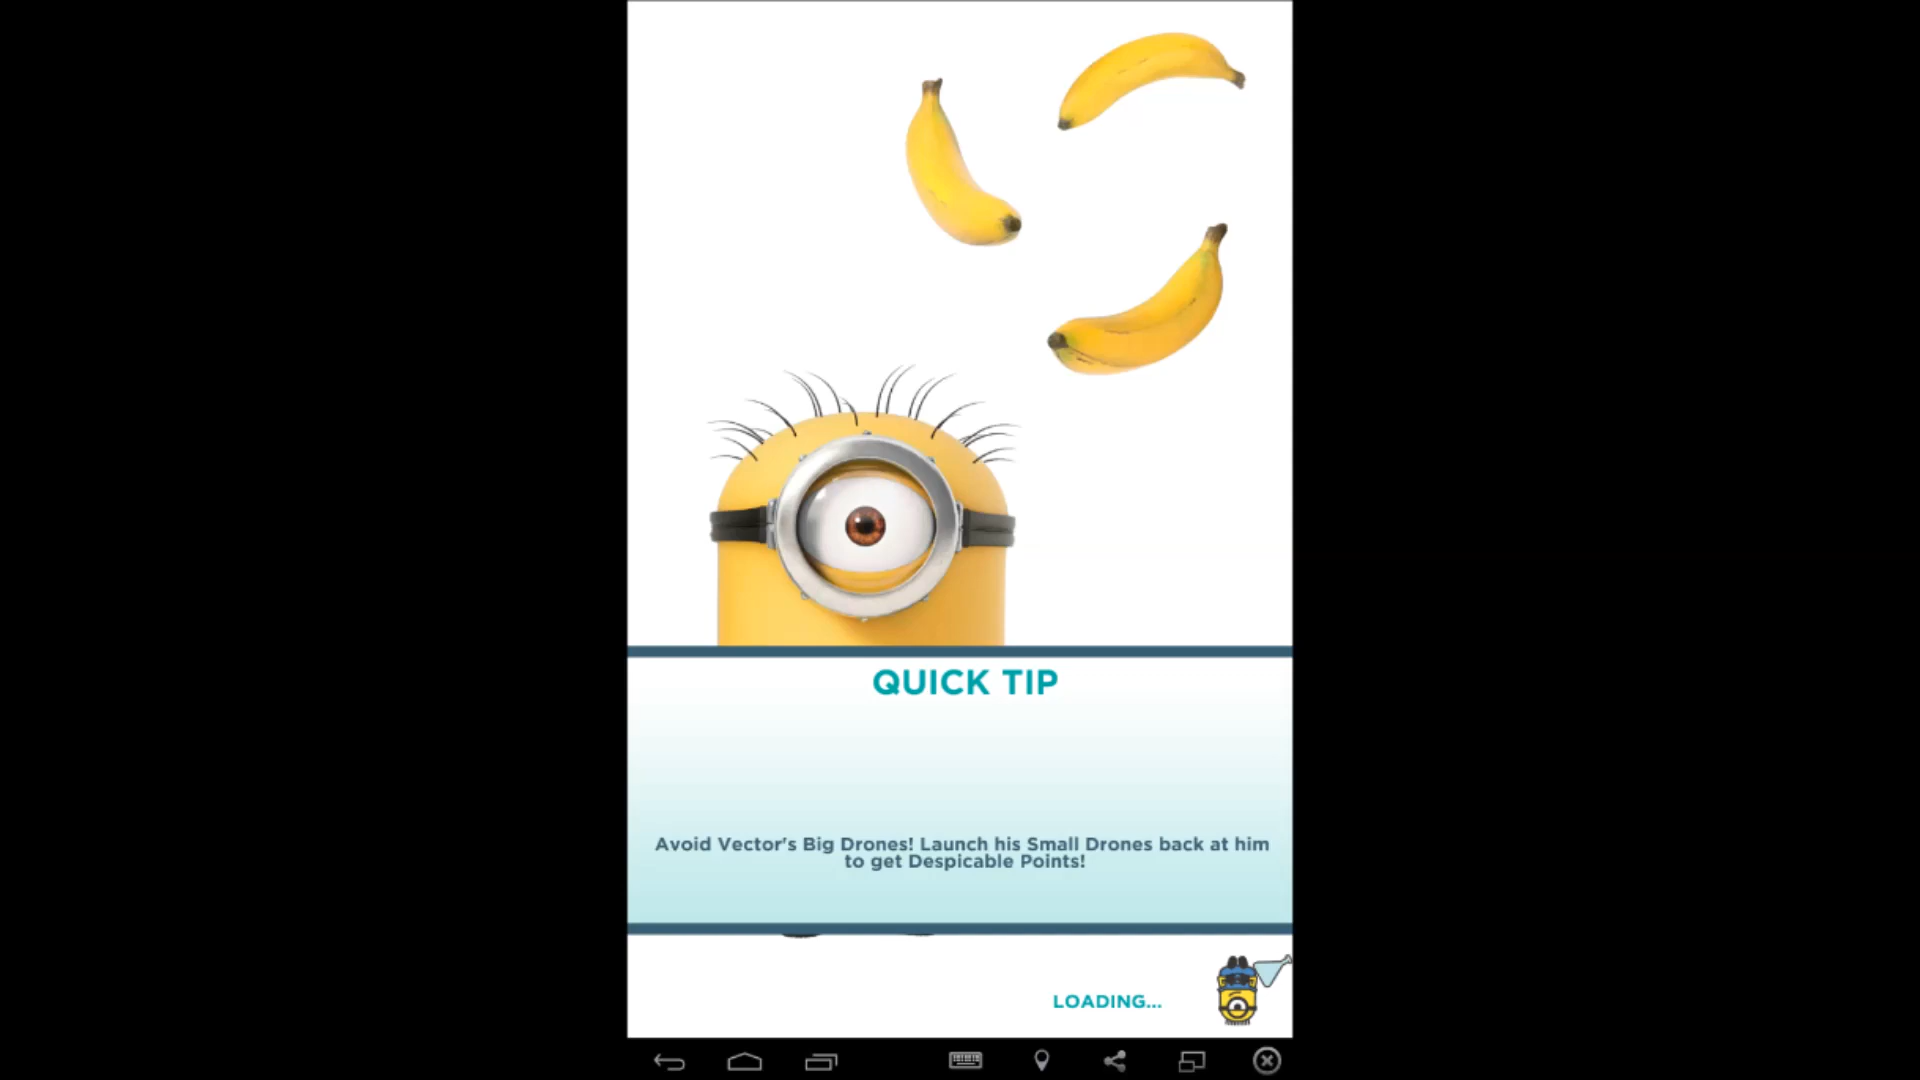 QUICK TIP
Avoid Vector's Big Drones! Launch his Small Drones back at him
to get Despicable Points!
LOADING...